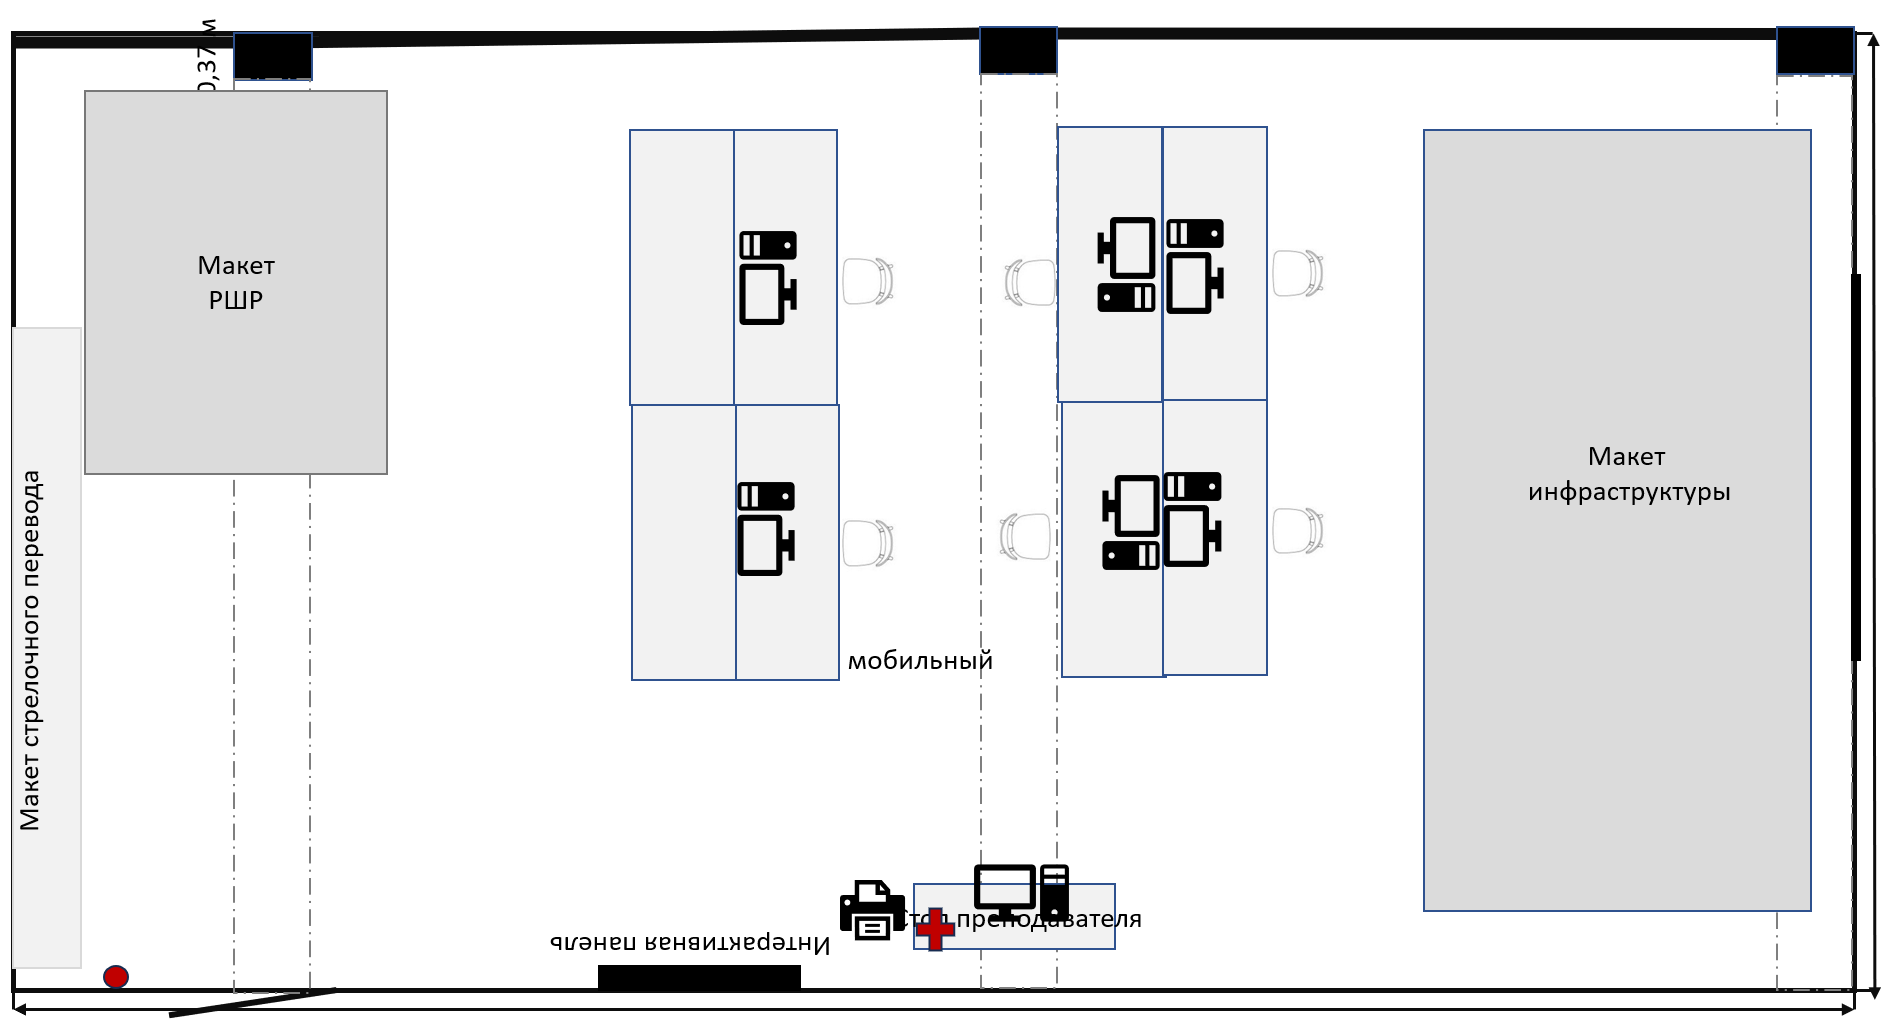 0,37 м
Макет
РШР
Макет
инфраструктуры
Макет стрелочного перевода
мобильный
Стол преподавателя
Интерактивная панель